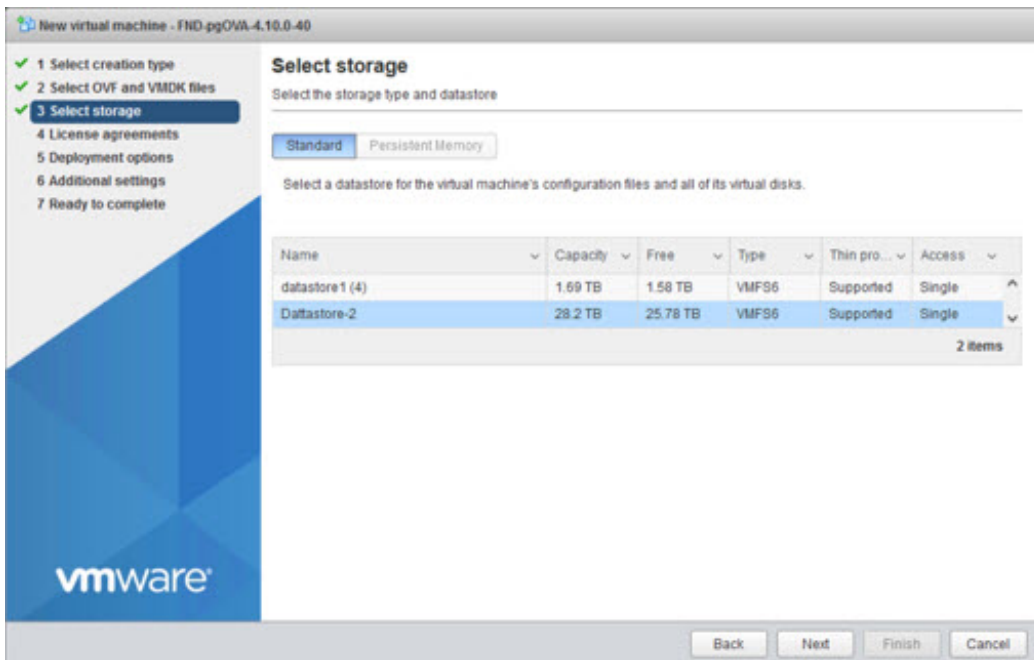 New virtual machine - FND-pgOVA-4.10.0-40
1 Select creation type
2 Select OVF and VMDK files
3 Select storage
4 License agreements
5 Deployment options
6 Additional settings
7 Ready to complete
vmware®
Select storage
Select the storage type and datastore
Standard Persistent Memory
Select a datastore for the virtual machine's configuration files and all of its virtual disks.
Name Capacity Free Type Thin pro... Access
datastore1 (4) 1.69 TB 1.58 TB VMFS6 Supported Single
Dattastore-2 28.2 TB 25.78 TB VMFS6 Supported Single
2 items
Back Next Finish Cancel